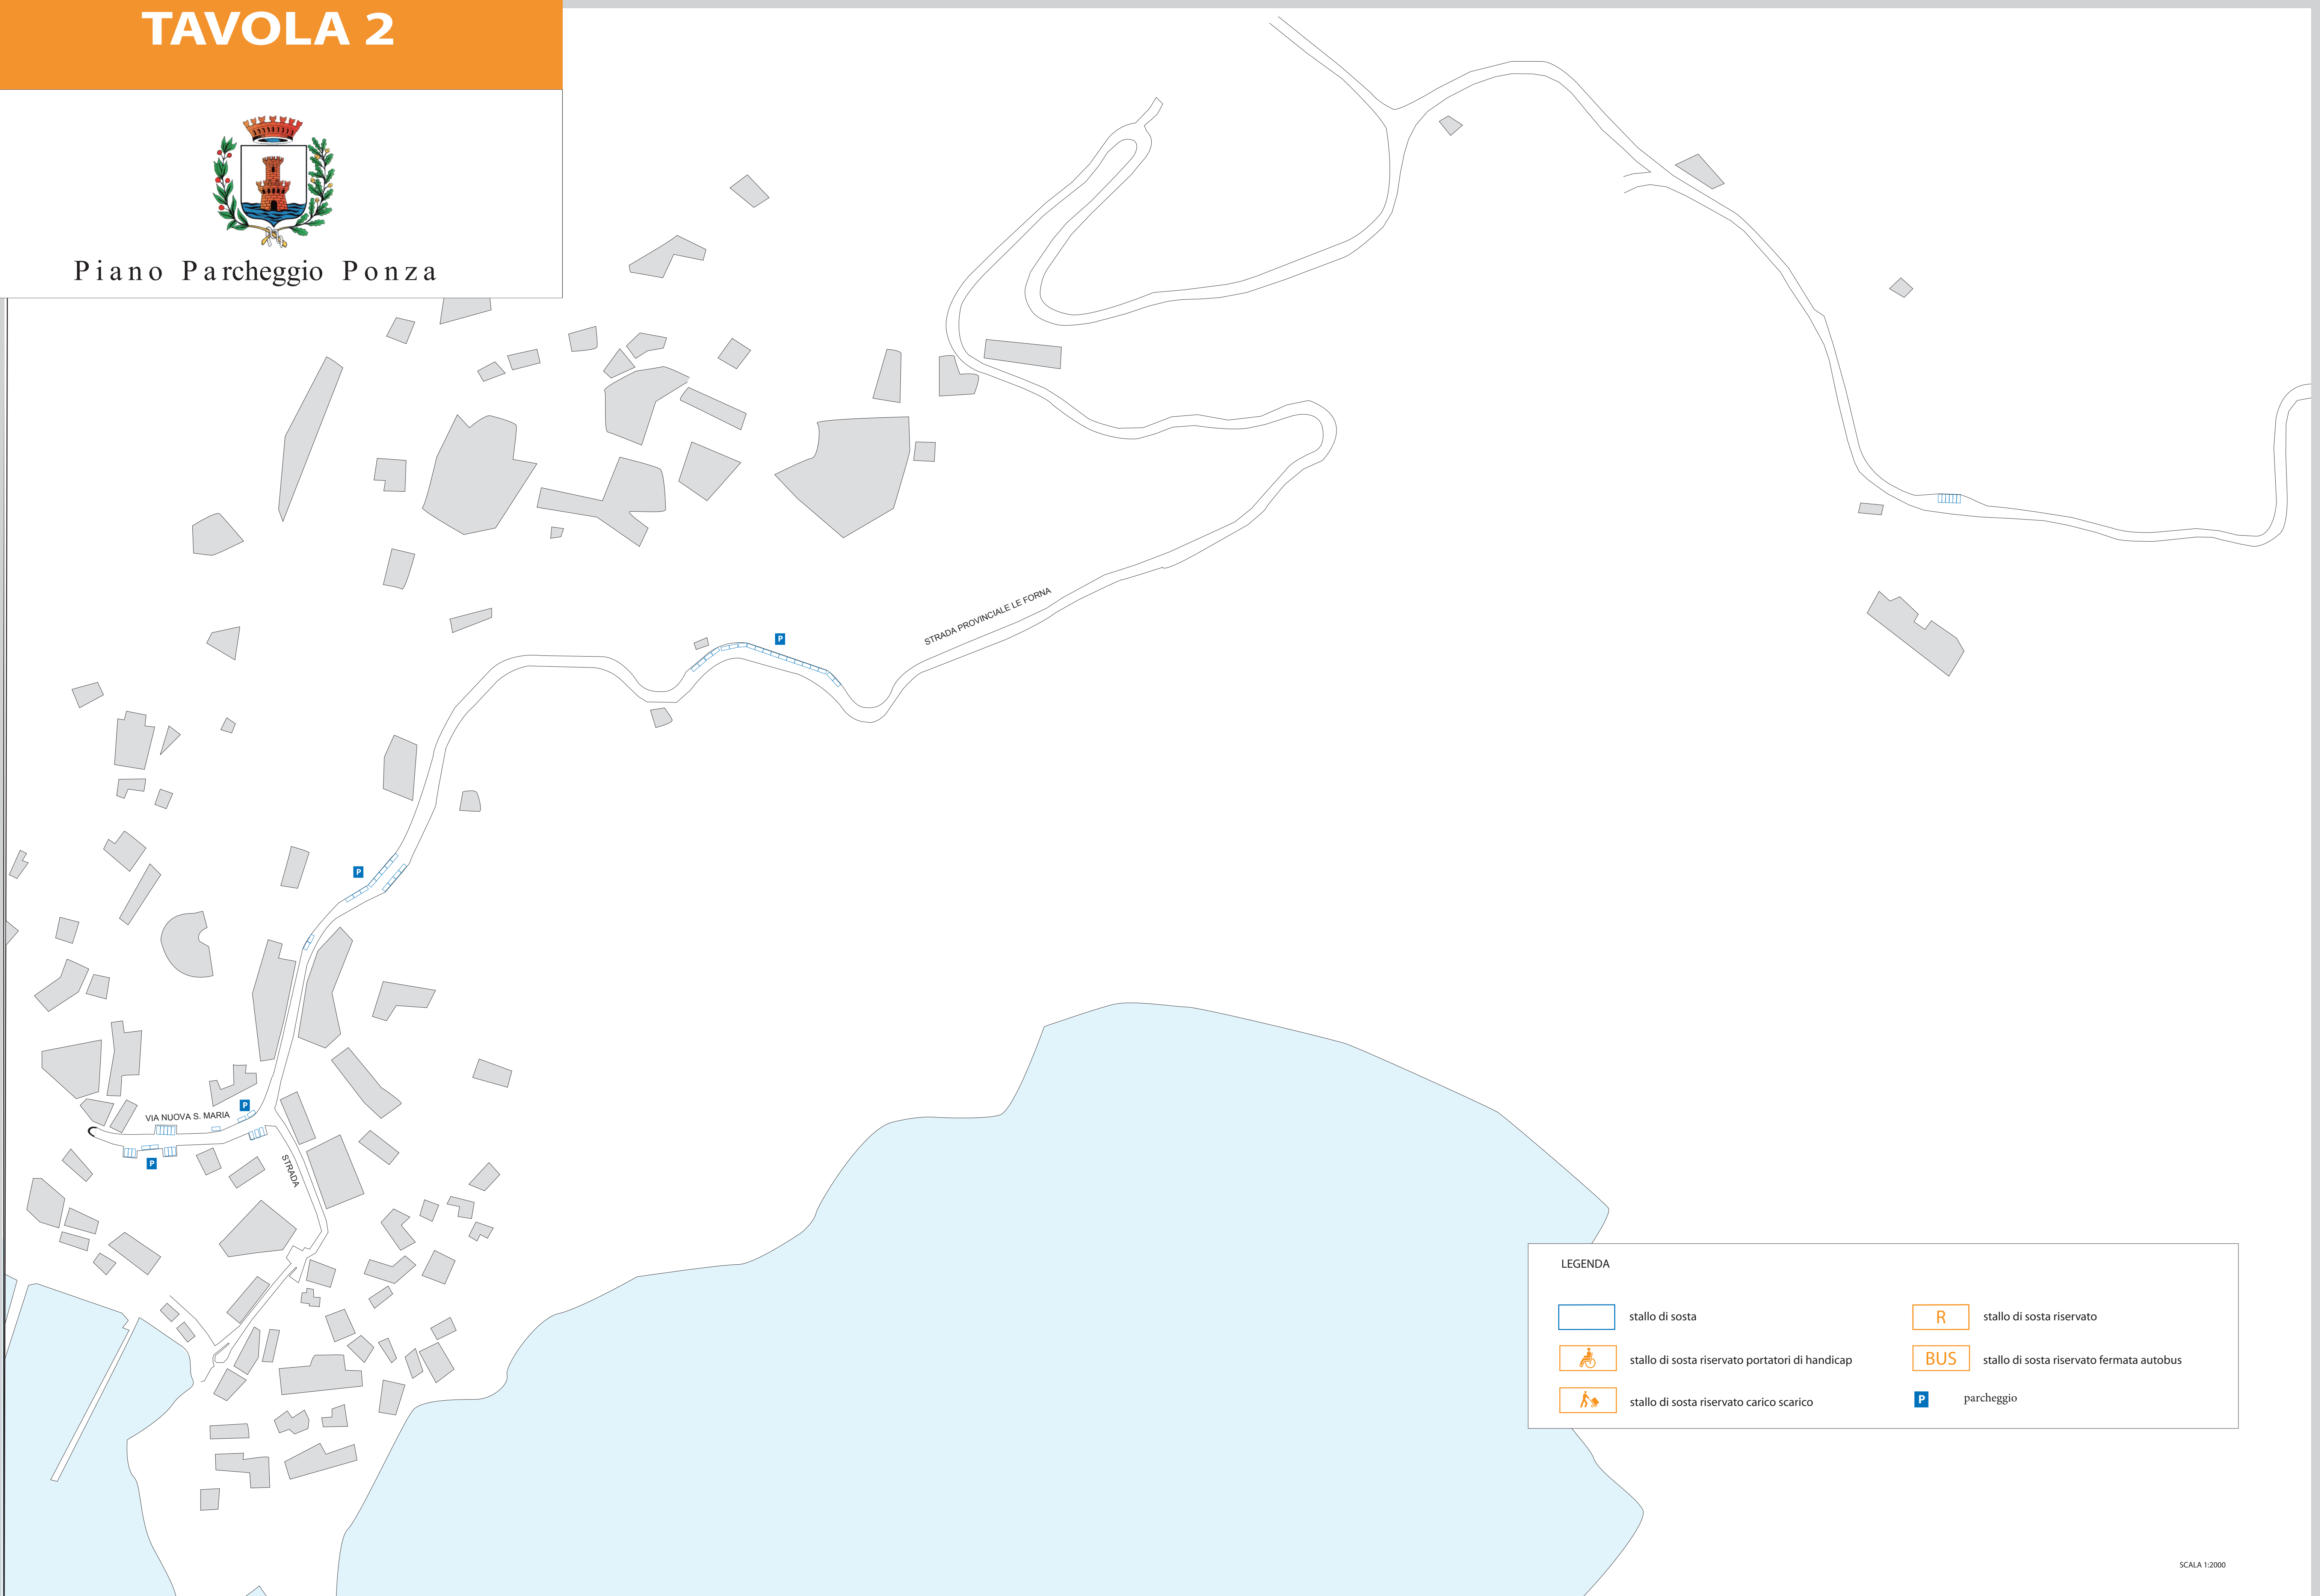 TAVOLA 2
Piano Parcheggio Ponza
STRADA PROVINCIALE LE FORNA
P
P
P
VIA NUOVA S. MARIA
P
STRADA
LEGENDA
stallo di sosta
R stallo di sosta riservato
stallo di sosta riservato portatori di handicap
BUS stallo di sosta riservato fermata autobus
stallo di sosta riservato carico scarico
P parcheggio
SCALA 1:2000